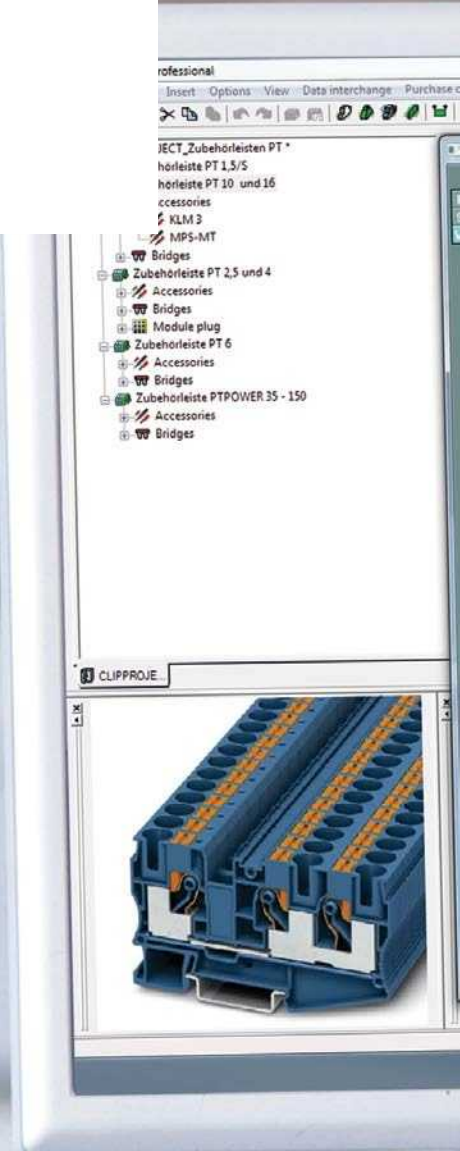 rofessional
Insert Options View Data interchange Purchase
JECT_Zubehörleisten PT *
hörleiste PT 1,5/S
hörleiste PT 10 und 16
ccessories
KLM 3
MPS-MT
Bridges
Zubehörleiste PT 2,5 und 4
Accessories
Bridges
Module plug
Zubehörleiste PT 6
Accessories
Bridges
Zubehörleiste PTPOWER 35 - 150
Accessories
Bridges
CLIPPROJE...